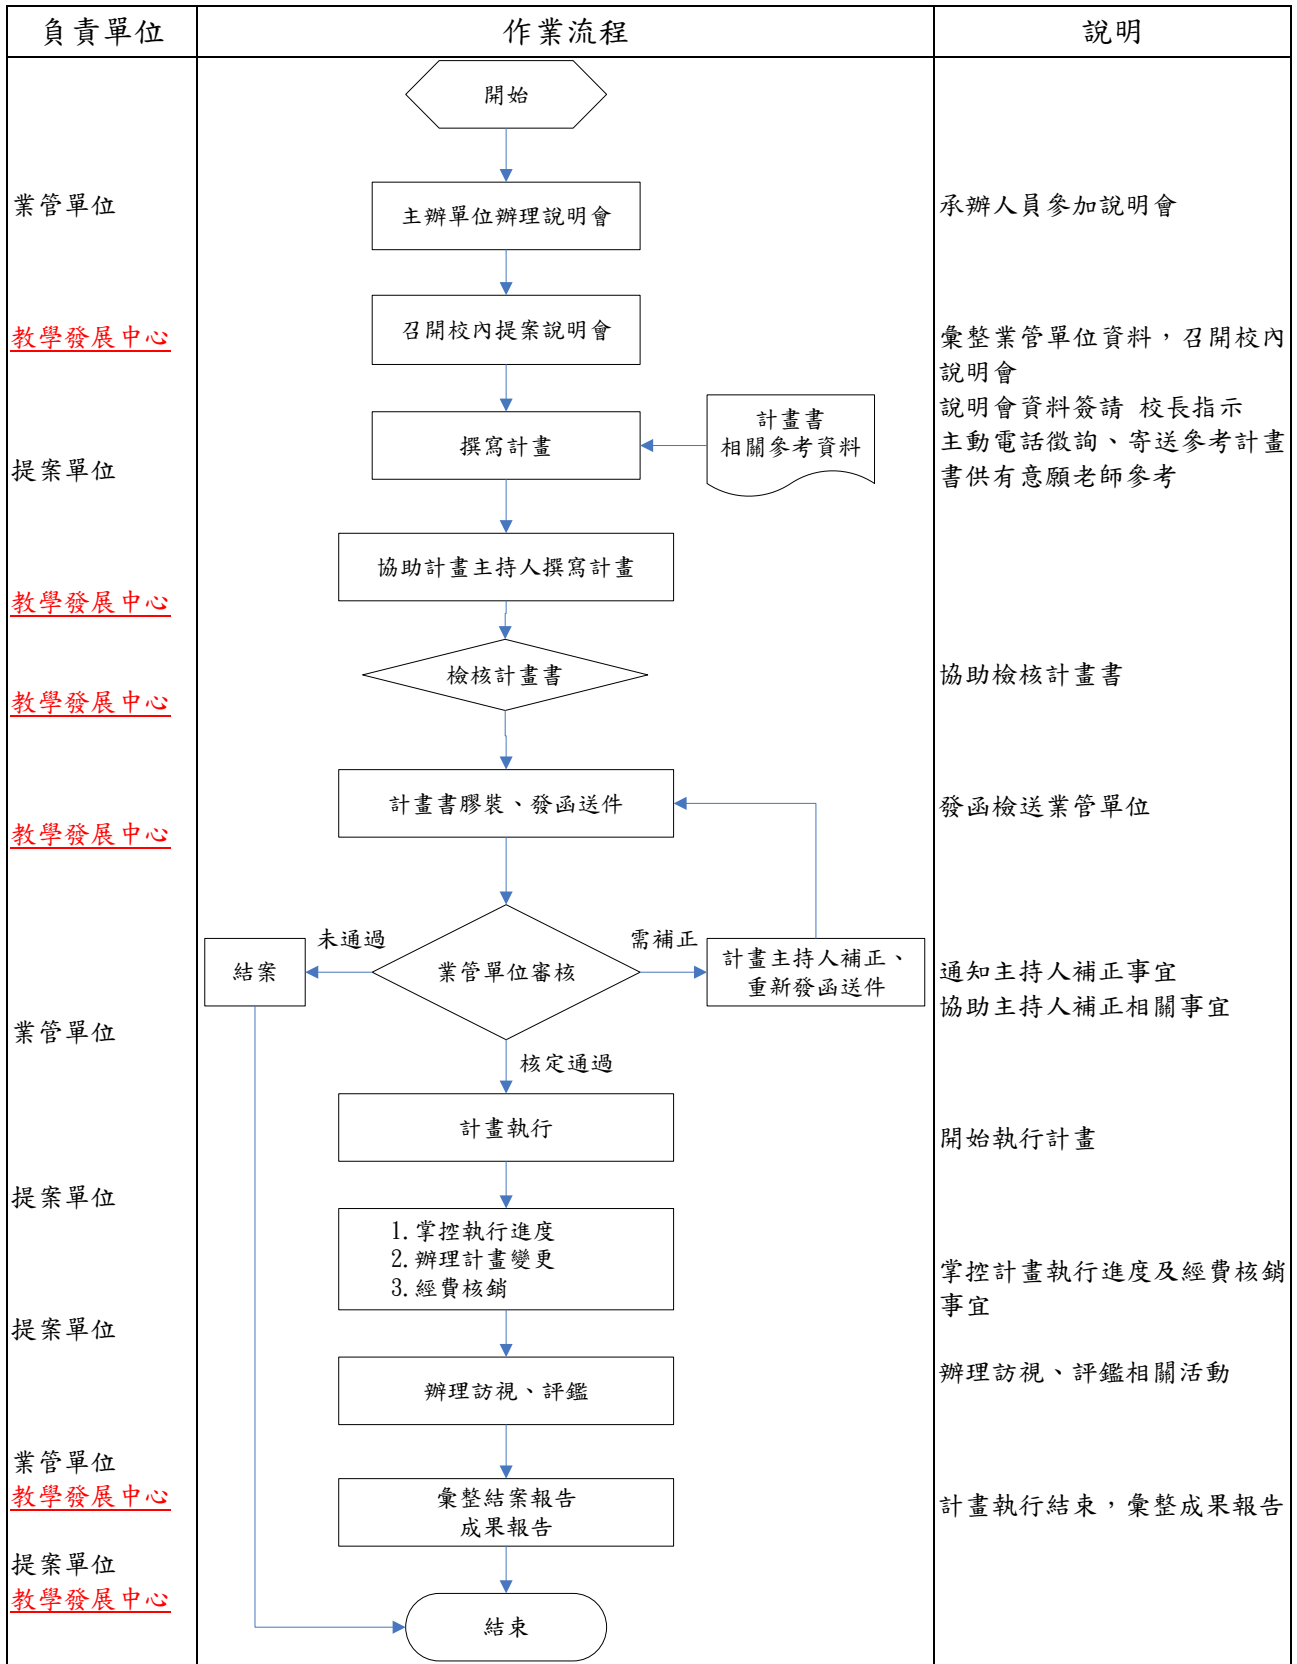 負責單位
作業流程
說明
開始
業管單位
主辦單位辦理說明會
承辦人員參加說明會
教學發展中心
召開校內提案說明會
彙整業管單位資料，召開校內
說明會
說明會資料簽請 校長指示
主動電話徵詢、寄送參考計畫
書供有意願老師參考
提案單位
撰寫計畫
計畫書
相關參考資料
協助計畫主持人撰寫計畫
教學發展中心
檢核計畫書
協助檢核計畫書
教學發展中心
計畫書膠裝、發函送件
發函檢送業管單位
教學發展中心
未通過
需補正
結案
業管單位審核
計畫主持人補正、
重新發函送件
通知主持人補正事宜
協助主持人補正相關事宜
業管單位
核定通過
計畫執行
開始執行計畫
提案單位
1.掌控執行進度
2.辦理計畫變更
3.經費核銷
掌控計畫執行進度及經費核銷
事宜
提案單位
辦理訪視、評鑑
辦理訪視、評鑑相關活動
業管單位
教學發展中心
彙整結案報告
成果報告
計畫執行結束，彙整成果報告
提案單位
教學發展中心
結束